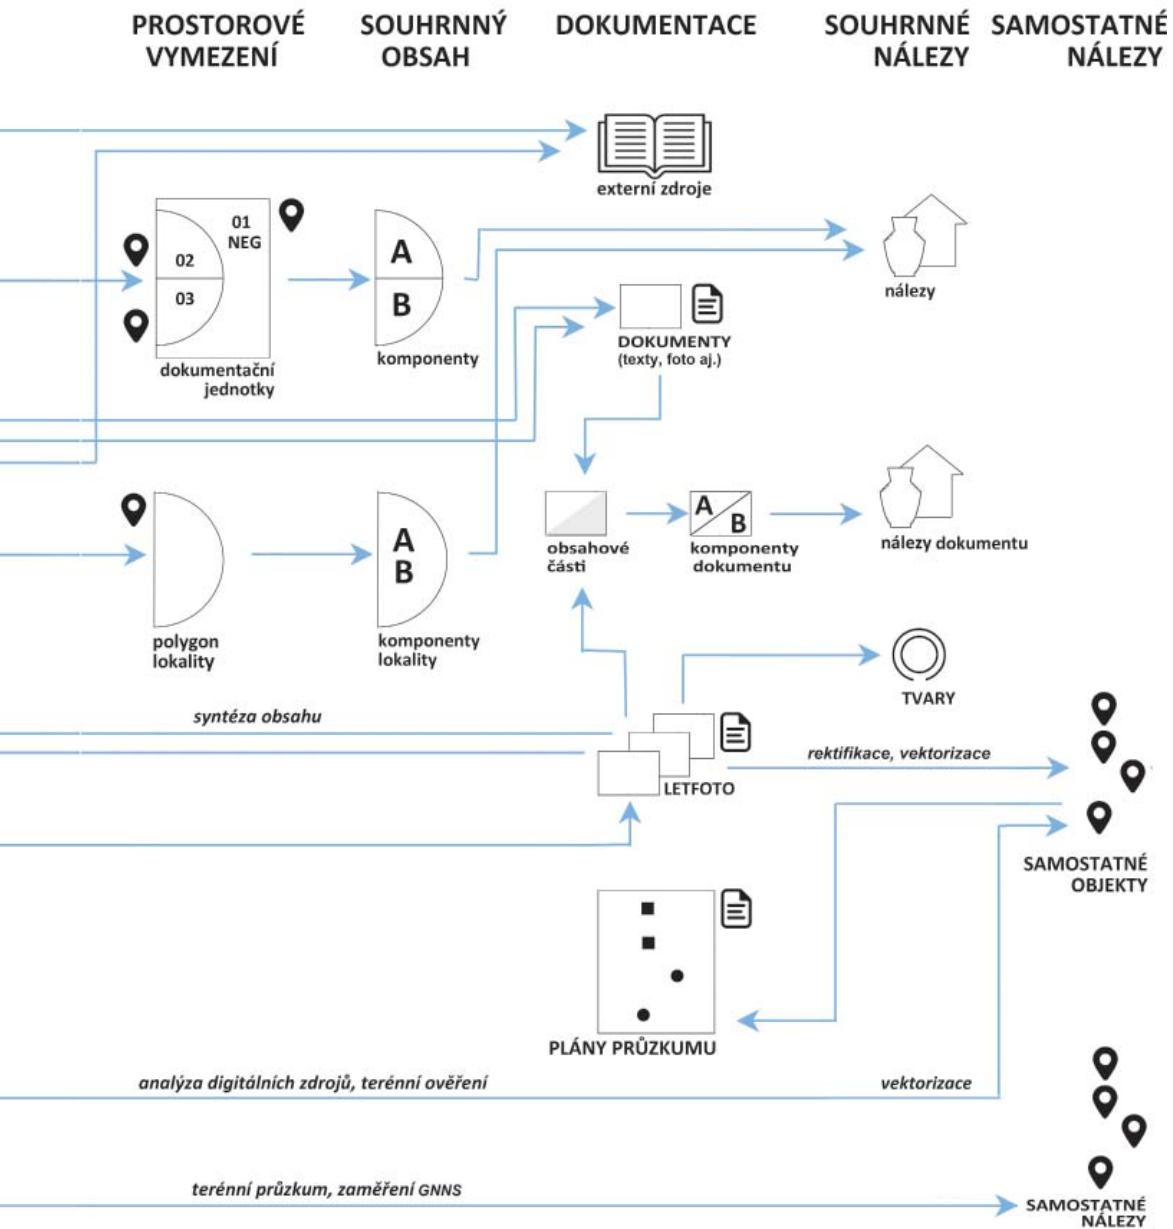 PROSTOROVÉ
VYMEZENÍ
SOUHRNNÝ
OBSAH
DOKUMENTACE
SOUHRNNÉ
NÁLEZY
SAMOSTATNÉ
NÁLEZY
externí zdroje
01
NEG
02
03
dokumentační
jednotky
A
B
komponenty
nálezy
DOKUMENTY
(texty, foto aj.)
polygon
lokality
A
B
komponenty
lokality
obsahové
části
A
B
komponenty
dokumentu
nálezy dokumentu
TVARY
syntéza obsahu
LETFOTO
rektifikace, vektorizace
SAMOSTATNÉ
OBJEKTY
PLÁNY PRŮZKUMU
analýza digitálních zdrojů, terénní ověření
vektorizace
terénní průzkum, zaměření GNNS
SAMOSTATNÉ
NÁLEZY